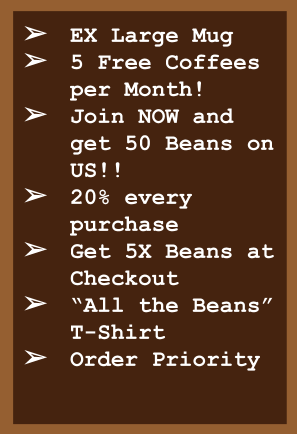 ➢ EX Large Mug
➢ 5 Free Coffees
per Month!
➢ Join NOW and
get 50 Beans on
US!!
➢ 20% every
purchase
➢ Get 5X Beans at
Checkout
➢ “All the Beans”
T-Shirt
➢ Order Priority